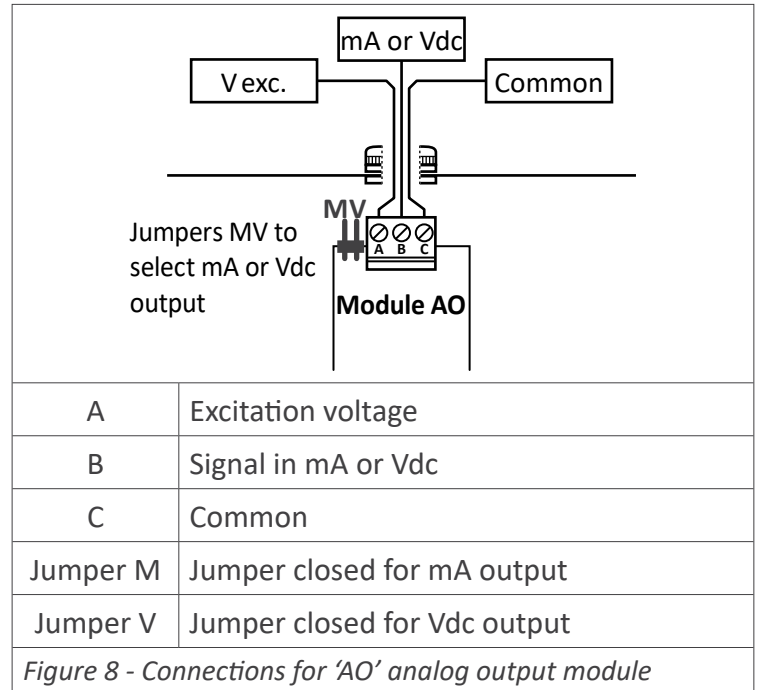 mA or Vdc
V exc.
Common
MV
Jumpers MV to
select mA or Vdc
output
A B C
Module AO
A Excitation voltage
B Signal in mA or Vdc
C Common
Jumper M Jumper closed for mA output
Jumper V Jumper closed for Vdc output
Figure 8 - Connections for ‘AO’ analog output module